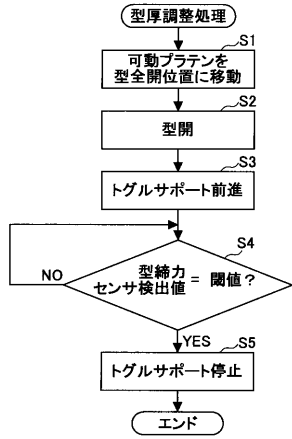 型厚調整処理
S1
可動プラテンを
型全開位置に移動
S2
型開
S3
トグルサポート前進
S4
型締力
センサ検出値 = 閾値？
NO
YES
S5
トグルサポート停止
エンド